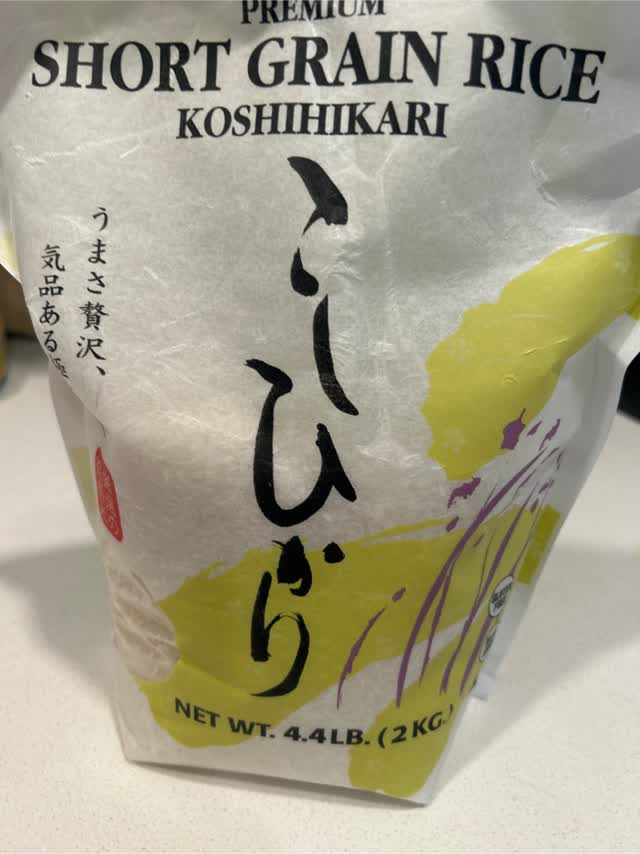 PREMIUM
SHORT GRAIN RICE
KOSHIHIKARI
こしひかり
うまさ贅沢、
気品ある
NET WT. 4.4LB. (2KG.)